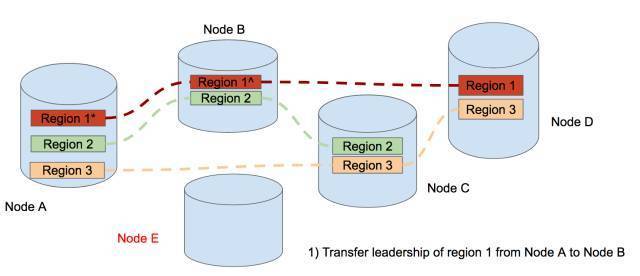 Node B
Region 1^
Region 2
Region 1*
Region 2
Region 3
Node A
Region 1
Region 3
Node D
Region 2
Region 3
Node C
Node E
1) Transfer leadership of region 1 from Node A to Node B